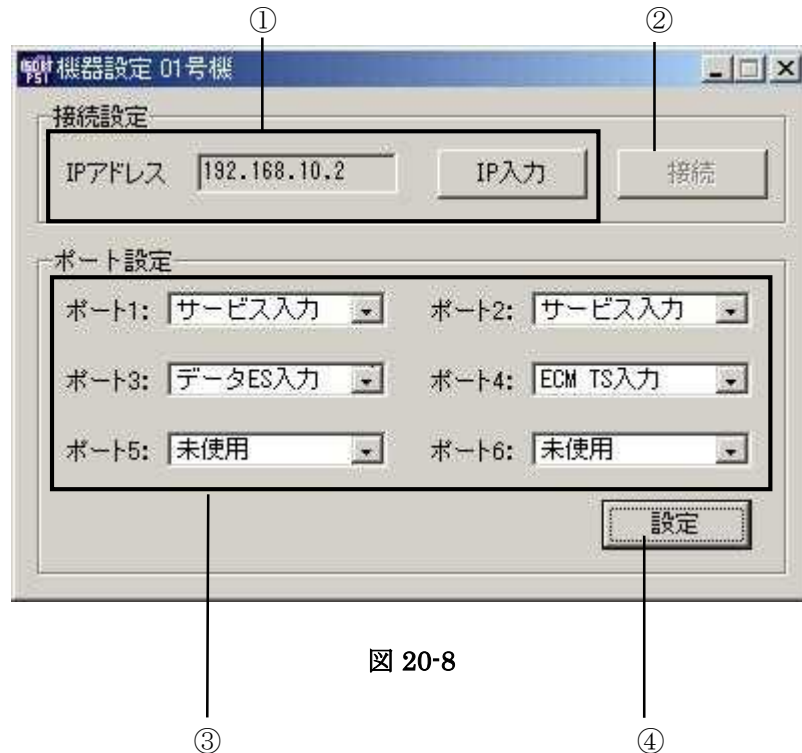 ① ②
機器設定 01号機
接続設定
IPアドレス 192.168.10.2 IP入力 接続
ポート設定
ポート1: サービス入力 ポート2: サービス入力
ポート3: データES入力 ポート4: ECM TS入力
ポート5: 未使用 ポート6: 未使用
設定
図 20-8
③ ④